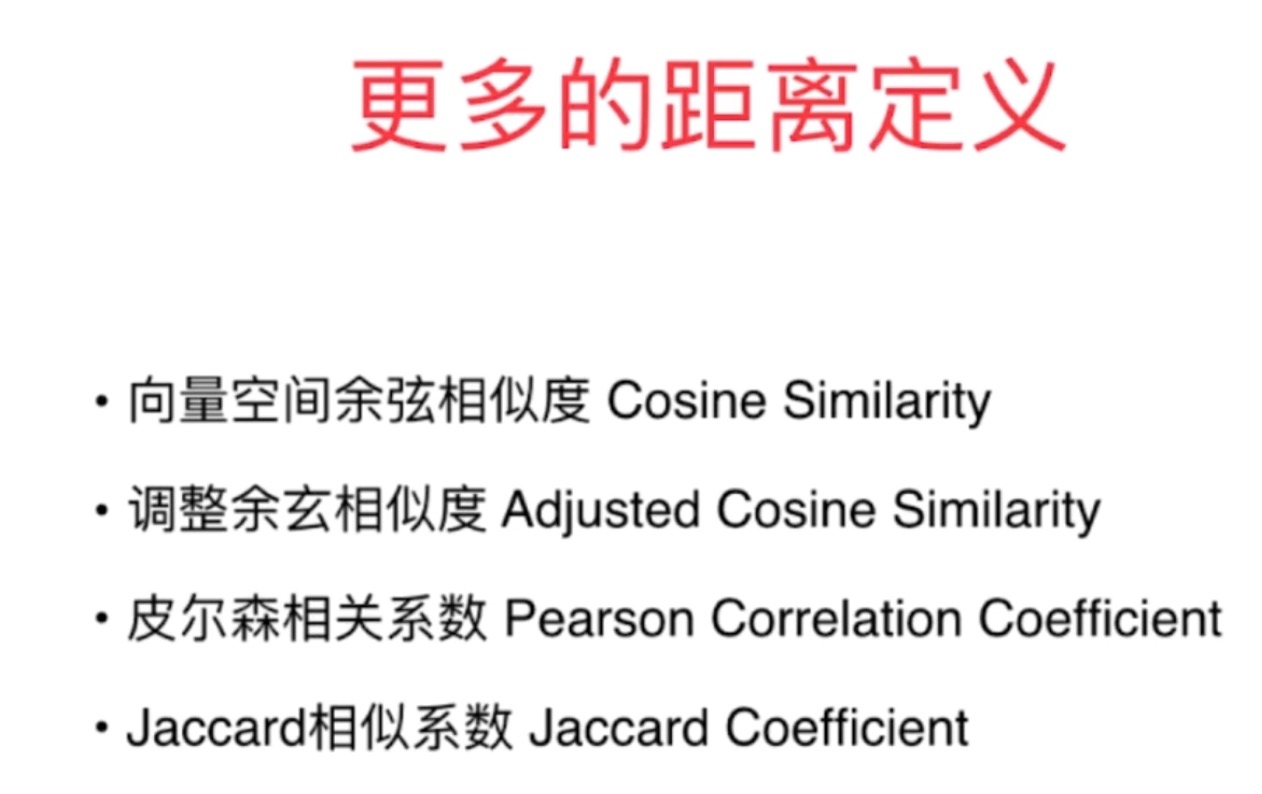 更多的距离定义
• 向量空间余弦相似度 Cosine Similarity
• 调整余玄相似度 Adjusted Cosine Similarity
• 皮尔森相关系数 Pearson Correlation Coefficient
• Jaccard相似系数 Jaccard Coefficient